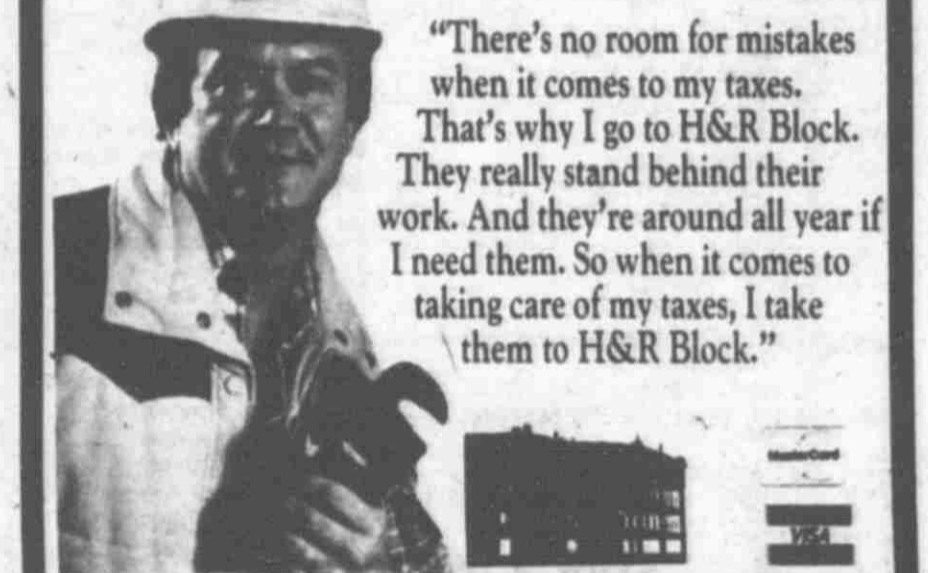 “There's no room for mistakes
when it comes to my taxes.
That's why I go to H&R Block.
They really stand behind their
work. And they're around all year if
I need them. So when it comes to
taking care of my taxes, I take
them to H&R Block.”
MasterCard
VISA